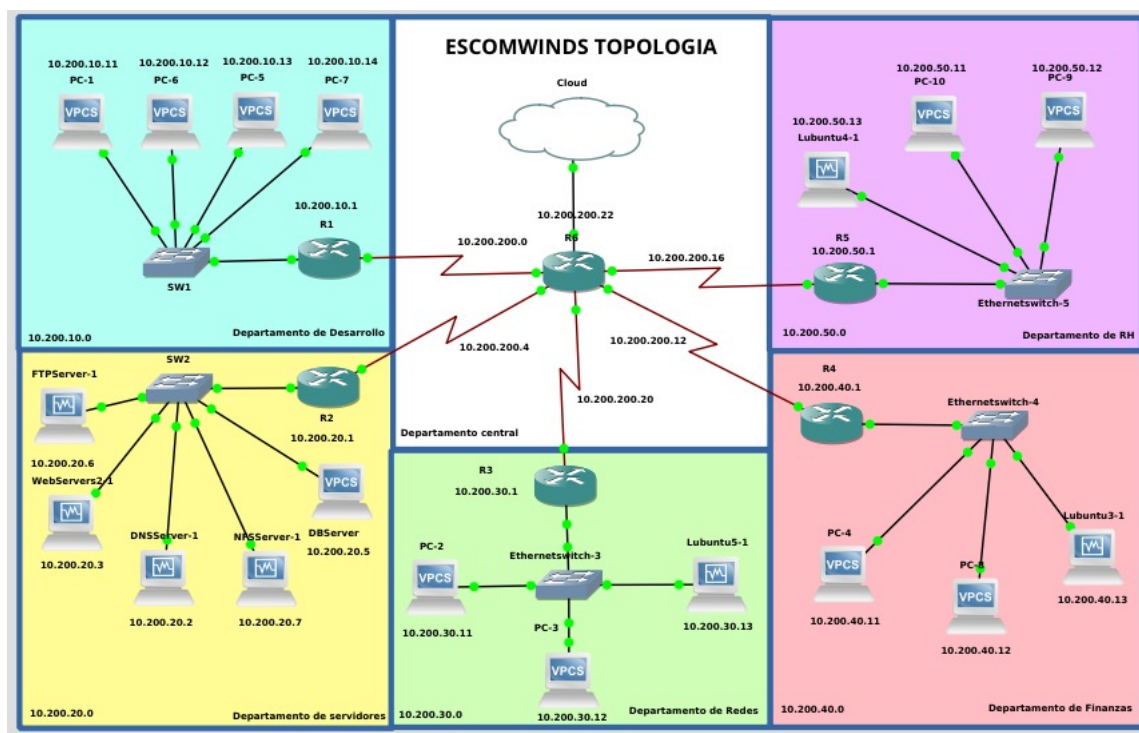 ESCOMWINDS TOPOLOGIA
10.200.10.11
10.200.10.12
10.200.10.13
10.200.10.14
PC-1
PC-6
PC-5
PC-7
VPCS
VPCS
VPCS
VPCS
10.200.10.1
R1
SW1
10.200.10.0
Departamento de Desarrollo
Cloud
10.200.200.22
R6
10.200.200.0
10.200.200.16
10.200.200.4
10.200.200.12
10.200.200.20
Departamento central
10.200.50.11
PC-10
10.200.50.12
PC-9
VPCS
VPCS
10.200.50.13
Lubuntu4-1
R5
10.200.50.1
Ethernetswitch-5
10.200.50.0
Departamento de RH
SW2
FTPServer-1
10.200.20.6
R2
10.200.20.1
WebServers2-1
10.200.20.3
DNSServer-1
10.200.20.2
NFSServer-1
10.200.20.7
VPCS
DBServer
10.200.20.5
10.200.20.0
Departamento de servidores
R3
10.200.30.1
Ethernetswitch-3
PC-2
VPCS
10.200.30.11
PC-3
VPCS
10.200.30.12
Lubuntu5-1
10.200.30.13
10.200.30.0
Departamento de Redes
R4
10.200.40.1
Ethernetswitch-4
PC-4
VPCS
10.200.40.11
PC-8
VPCS
10.200.40.12
Lubuntu3-1
10.200.40.13
10.200.40.0
Departamento de Finanzas